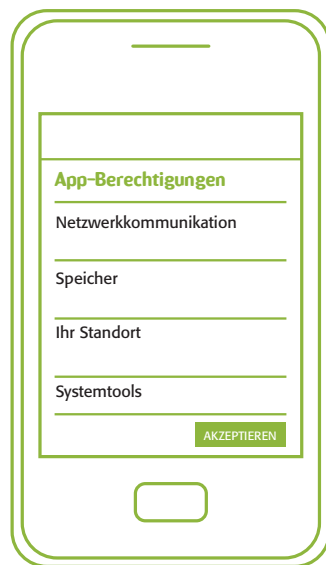 App-Berechtigungen
Netzwerkkommunikation
Speicher
Ihr Standort
Systemtools
AKZEPTIEREN